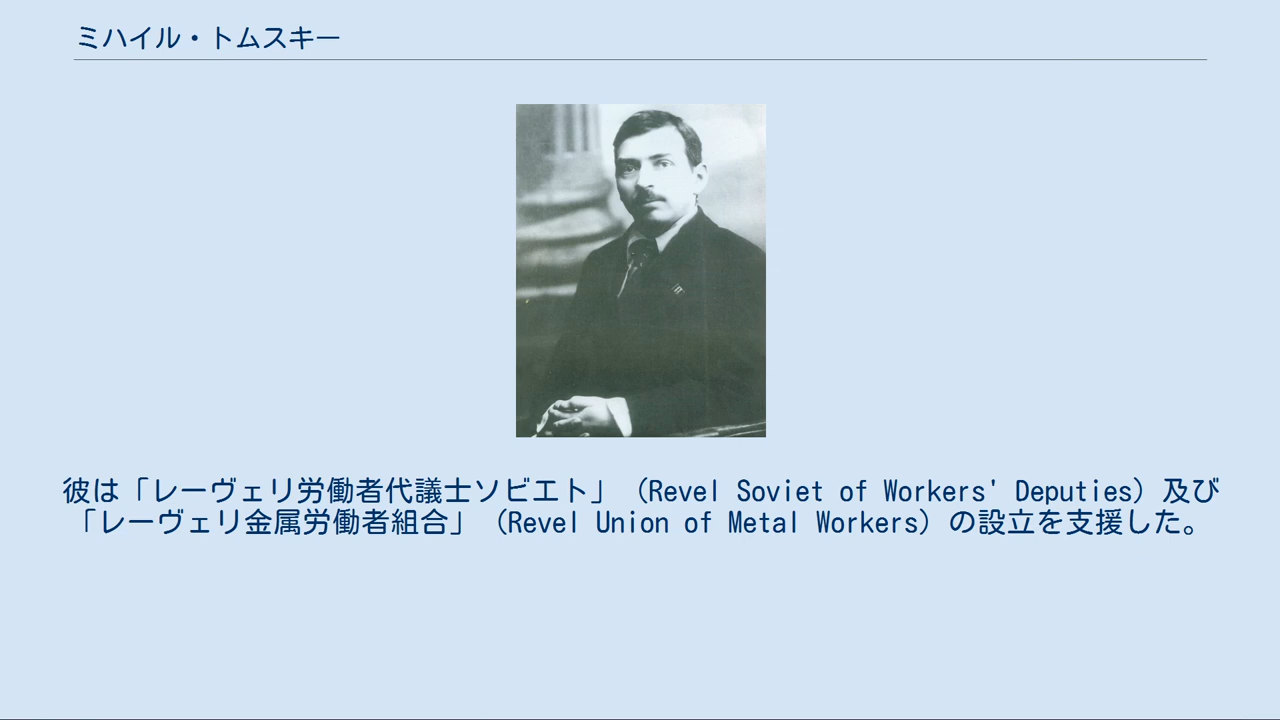 ミハイル・トムスキー
彼は「レーヴェリ労働者代議士ソビエト」（Revel Soviet of Workers' Deputies）及び
「レーヴェリ金属労働者組合」（Revel Union of Metal Workers）の設立を支援した。